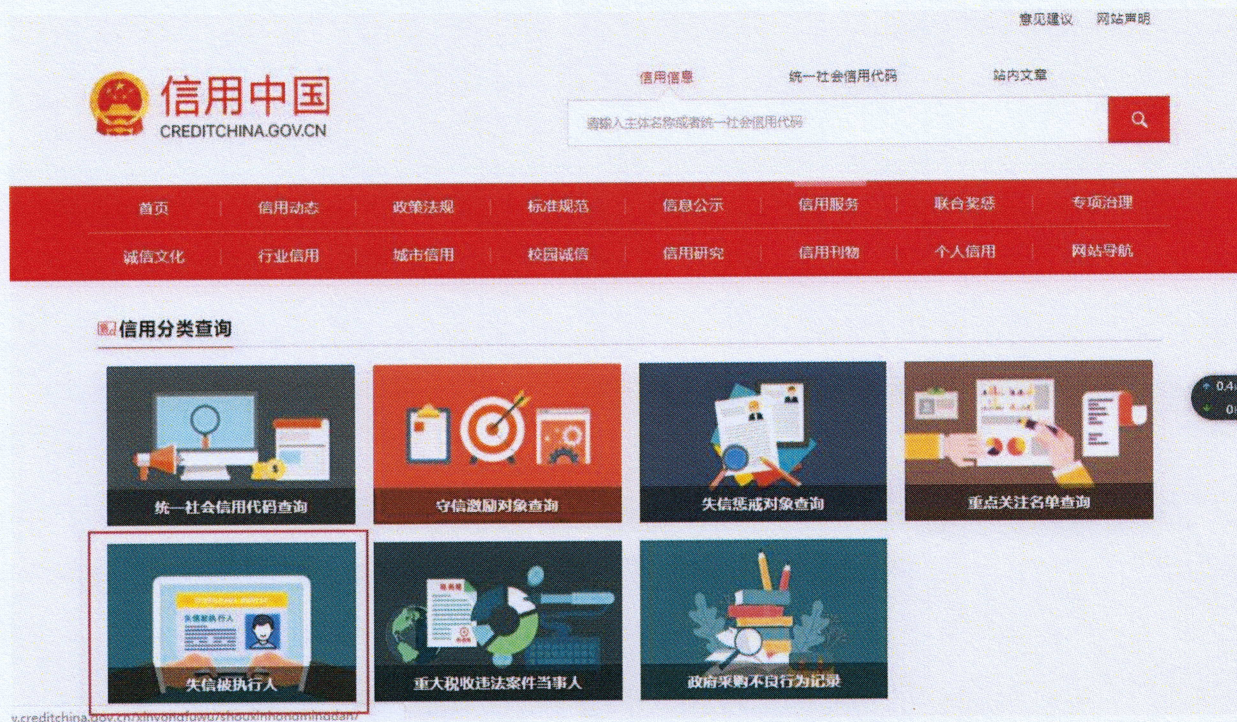 意见建议 网站声明
信用中国
CREDITCHINA.GOV.CN
信用信息 统一社会信用代码 站内文章
请输入主体名称或者统一社会信用代码
首页 信用动态 政策法规 标准规范 信息公示 信用服务 联合奖惩 专项治理
诚信文化 行业信用 城市信用 校园诚信 信用研究 信用刊物 个人信用 网站导航
信用分类查询
统一社会信用代码查询 守信激励对象查询 失信惩戒对象查询 重点关注名单查询
失信被执行人
失信被执行人 重大税收违法案件当事人 政府采购不良行为记录
v.creditchina.gov.cn/xinyongfuwu/shouxinhongmingdan/